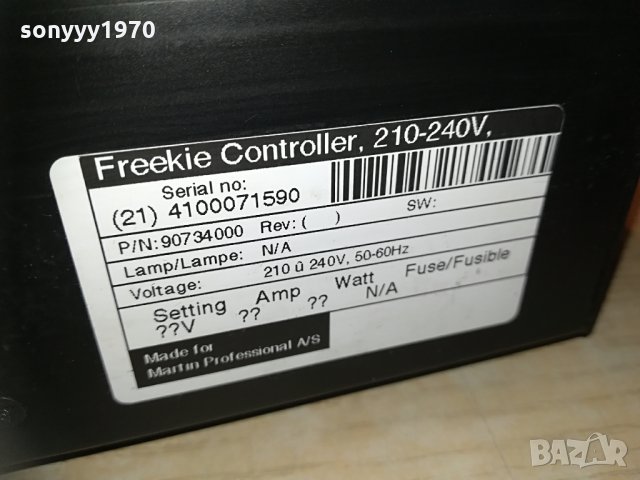 sonyyy1970
Freekie Controller, 210-240V,
Serial no:
(21) 4100071590
P/N: 90734000 Rev: ( ) SW:
Lamp/Lampe: N/A
Voltage: 210 û 240V, 50-60Hz
Setting Amp Watt Fuse/Fusible
??V ?? ?? N/A
Made for
Martin Professional A/S
BAZAR